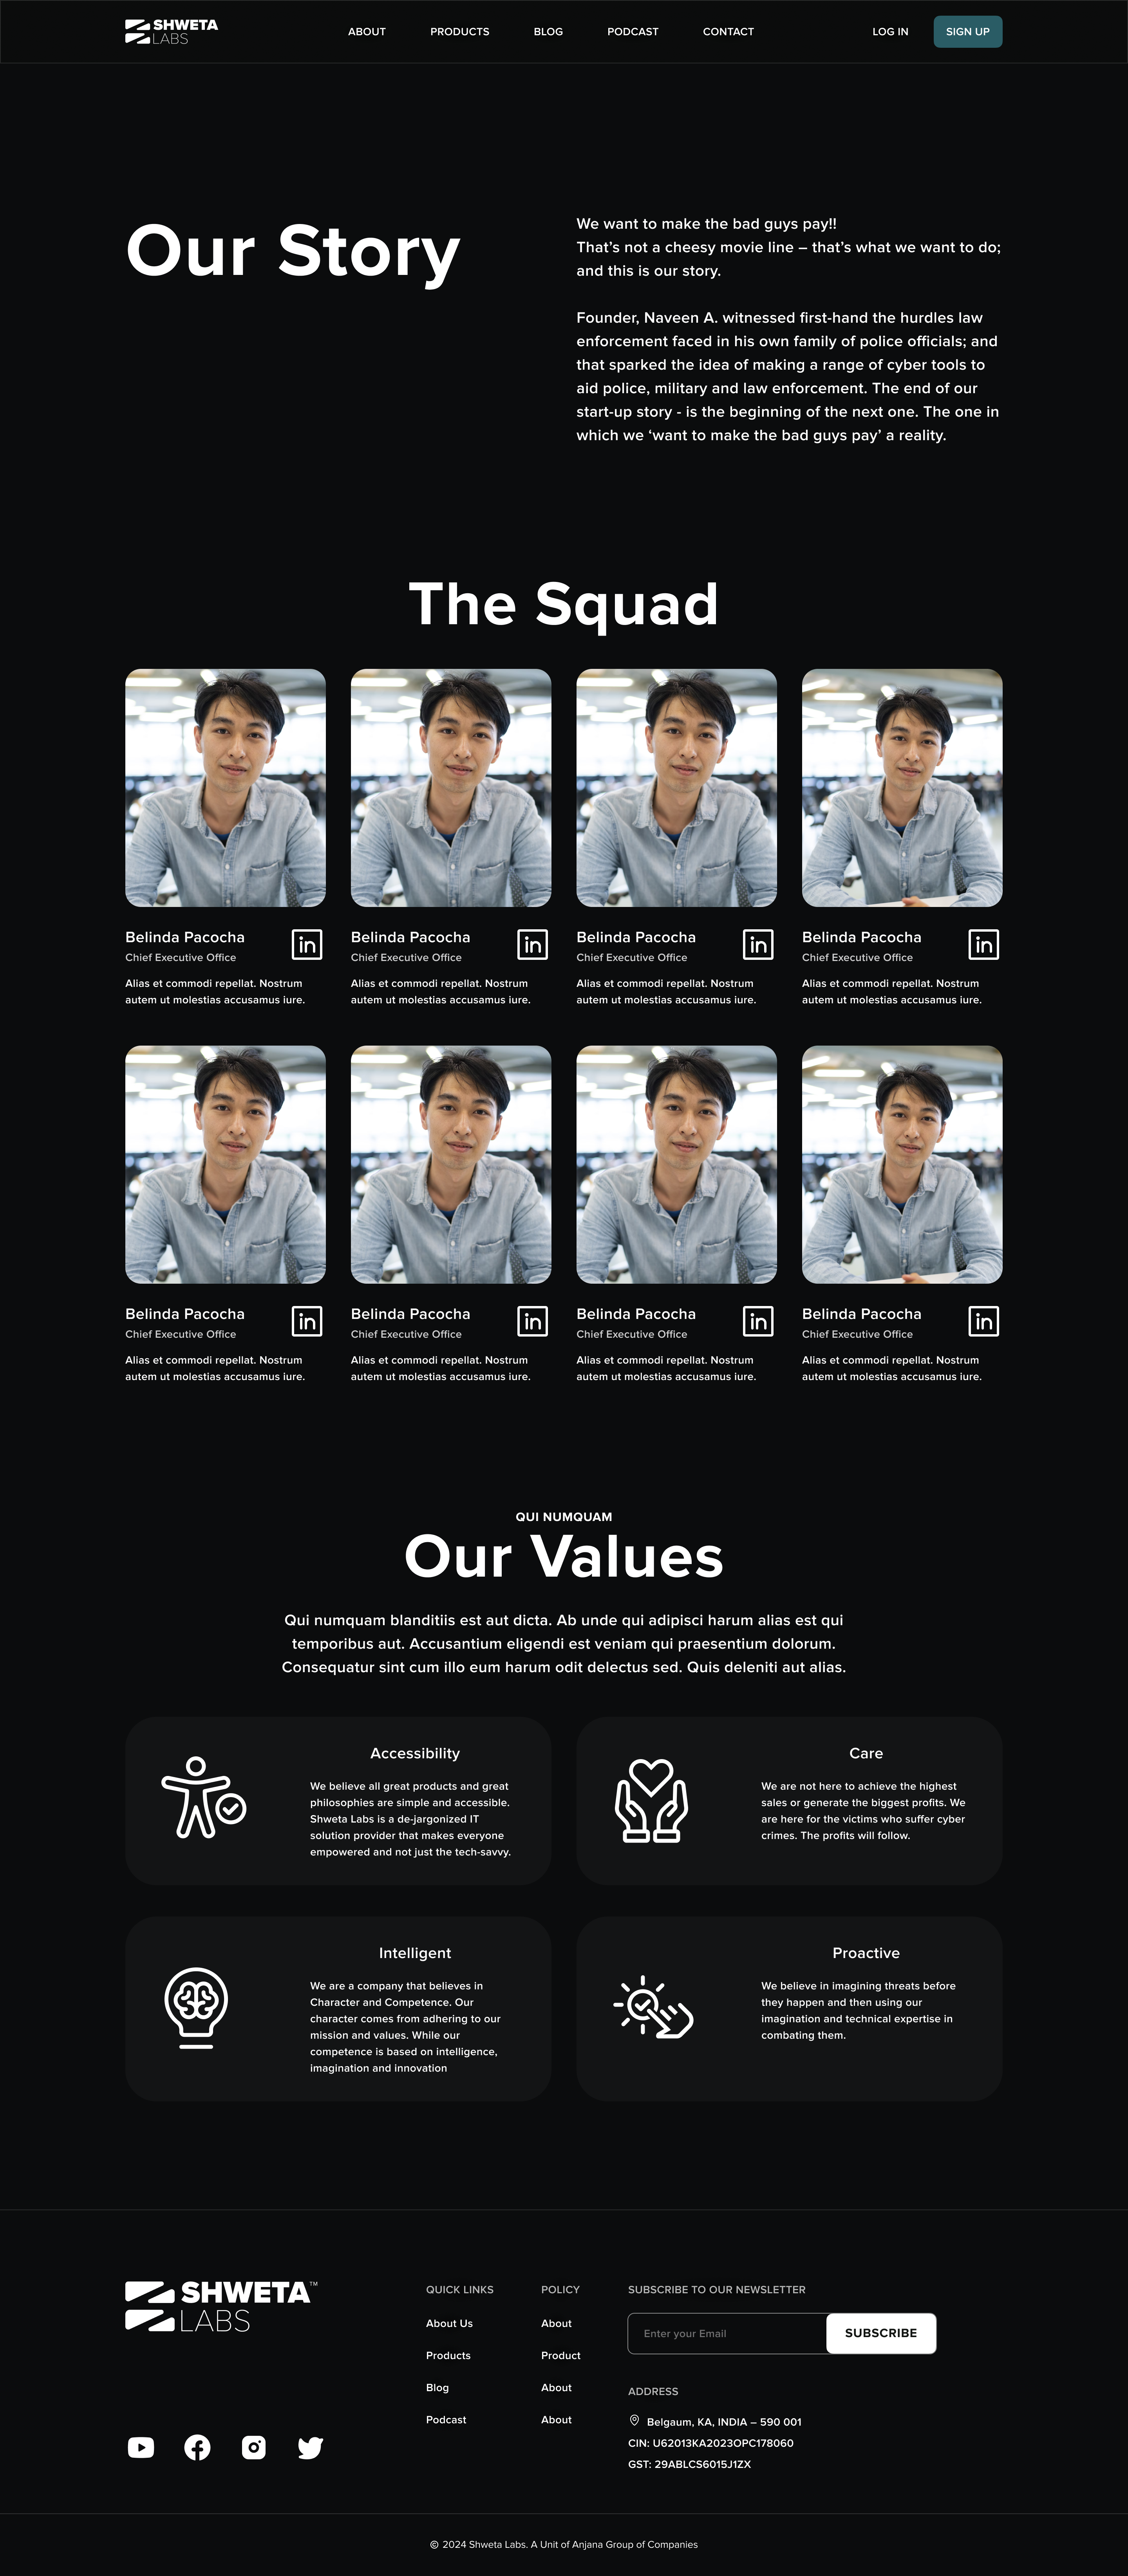 SHWETA
LABS
ABOUT PRODUCTS BLOG PODCAST CONTACT LOG IN SIGN UP
Our Story
We want to make the bad guys pay!!
That’s not a cheesy movie line – that’s what we want to do;
and this is our story.
Founder, Naveen A. witnessed first-hand the hurdles law
enforcement faced in his own family of police officials; and
that sparked the idea of making a range of cyber tools to
aid police, military and law enforcement. The end of our
start-up story - is the beginning of the next one. The one in
which we ‘want to make the bad guys pay’ a reality.
The Squad
Belinda Pacocha
Chief Executive Office
in
Alias et commodi repellat. Nostrum
autem ut molestias accusamus iure.
Belinda Pacocha
Chief Executive Office
in
Alias et commodi repellat. Nostrum
autem ut molestias accusamus iure.
Belinda Pacocha
Chief Executive Office
in
Alias et commodi repellat. Nostrum
autem ut molestias accusamus iure.
Belinda Pacocha
Chief Executive Office
in
Alias et commodi repellat. Nostrum
autem ut molestias accusamus iure.
Belinda Pacocha
Chief Executive Office
in
Alias et commodi repellat. Nostrum
autem ut molestias accusamus iure.
Belinda Pacocha
Chief Executive Office
in
Alias et commodi repellat. Nostrum
autem ut molestias accusamus iure.
Belinda Pacocha
Chief Executive Office
in
Alias et commodi repellat. Nostrum
autem ut molestias accusamus iure.
Belinda Pacocha
Chief Executive Office
in
Alias et commodi repellat. Nostrum
autem ut molestias accusamus iure.
QUI NUMQUAM
Our Values
Qui numquam blanditiis est aut dicta. Ab unde qui adipisci harum alias est qui
temporibus aut. Accusantium eligendi est veniam qui praesentium dolorum.
Consequatur sint cum illo eum harum odit delectus sed. Quis deleniti aut alias.
Accessibility
We believe all great products and great
philosophies are simple and accessible.
Shweta Labs is a de-jargonized IT
solution provider that makes everyone
empowered and not just the tech-savvy.
Care
We are not here to achieve the highest
sales or generate the biggest profits. We
are here for the victims who suffer cyber
crimes. The profits will follow.
Intelligent
We are a company that believes in
Character and Competence. Our
character comes from adhering to our
mission and values. While our
competence is based on intelligence,
imagination and innovation
Proactive
We believe in imagining threats before
they happen and then using our
imagination and technical expertise in
combating them.
SHWETA™
LABS
QUICK LINKS
About Us
Products
Blog
Podcast
POLICY
About
Product
About
About
SUBSCRIBE TO OUR NEWSLETTER
Enter your Email SUBSCRIBE
ADDRESS
Belgaum, KA, INDIA – 590 001
CIN: U62013KA2023OPC178060
GST: 29ABLCS6015J1ZX
© 2024 Shweta Labs. A Unit of Anjana Group of Companies